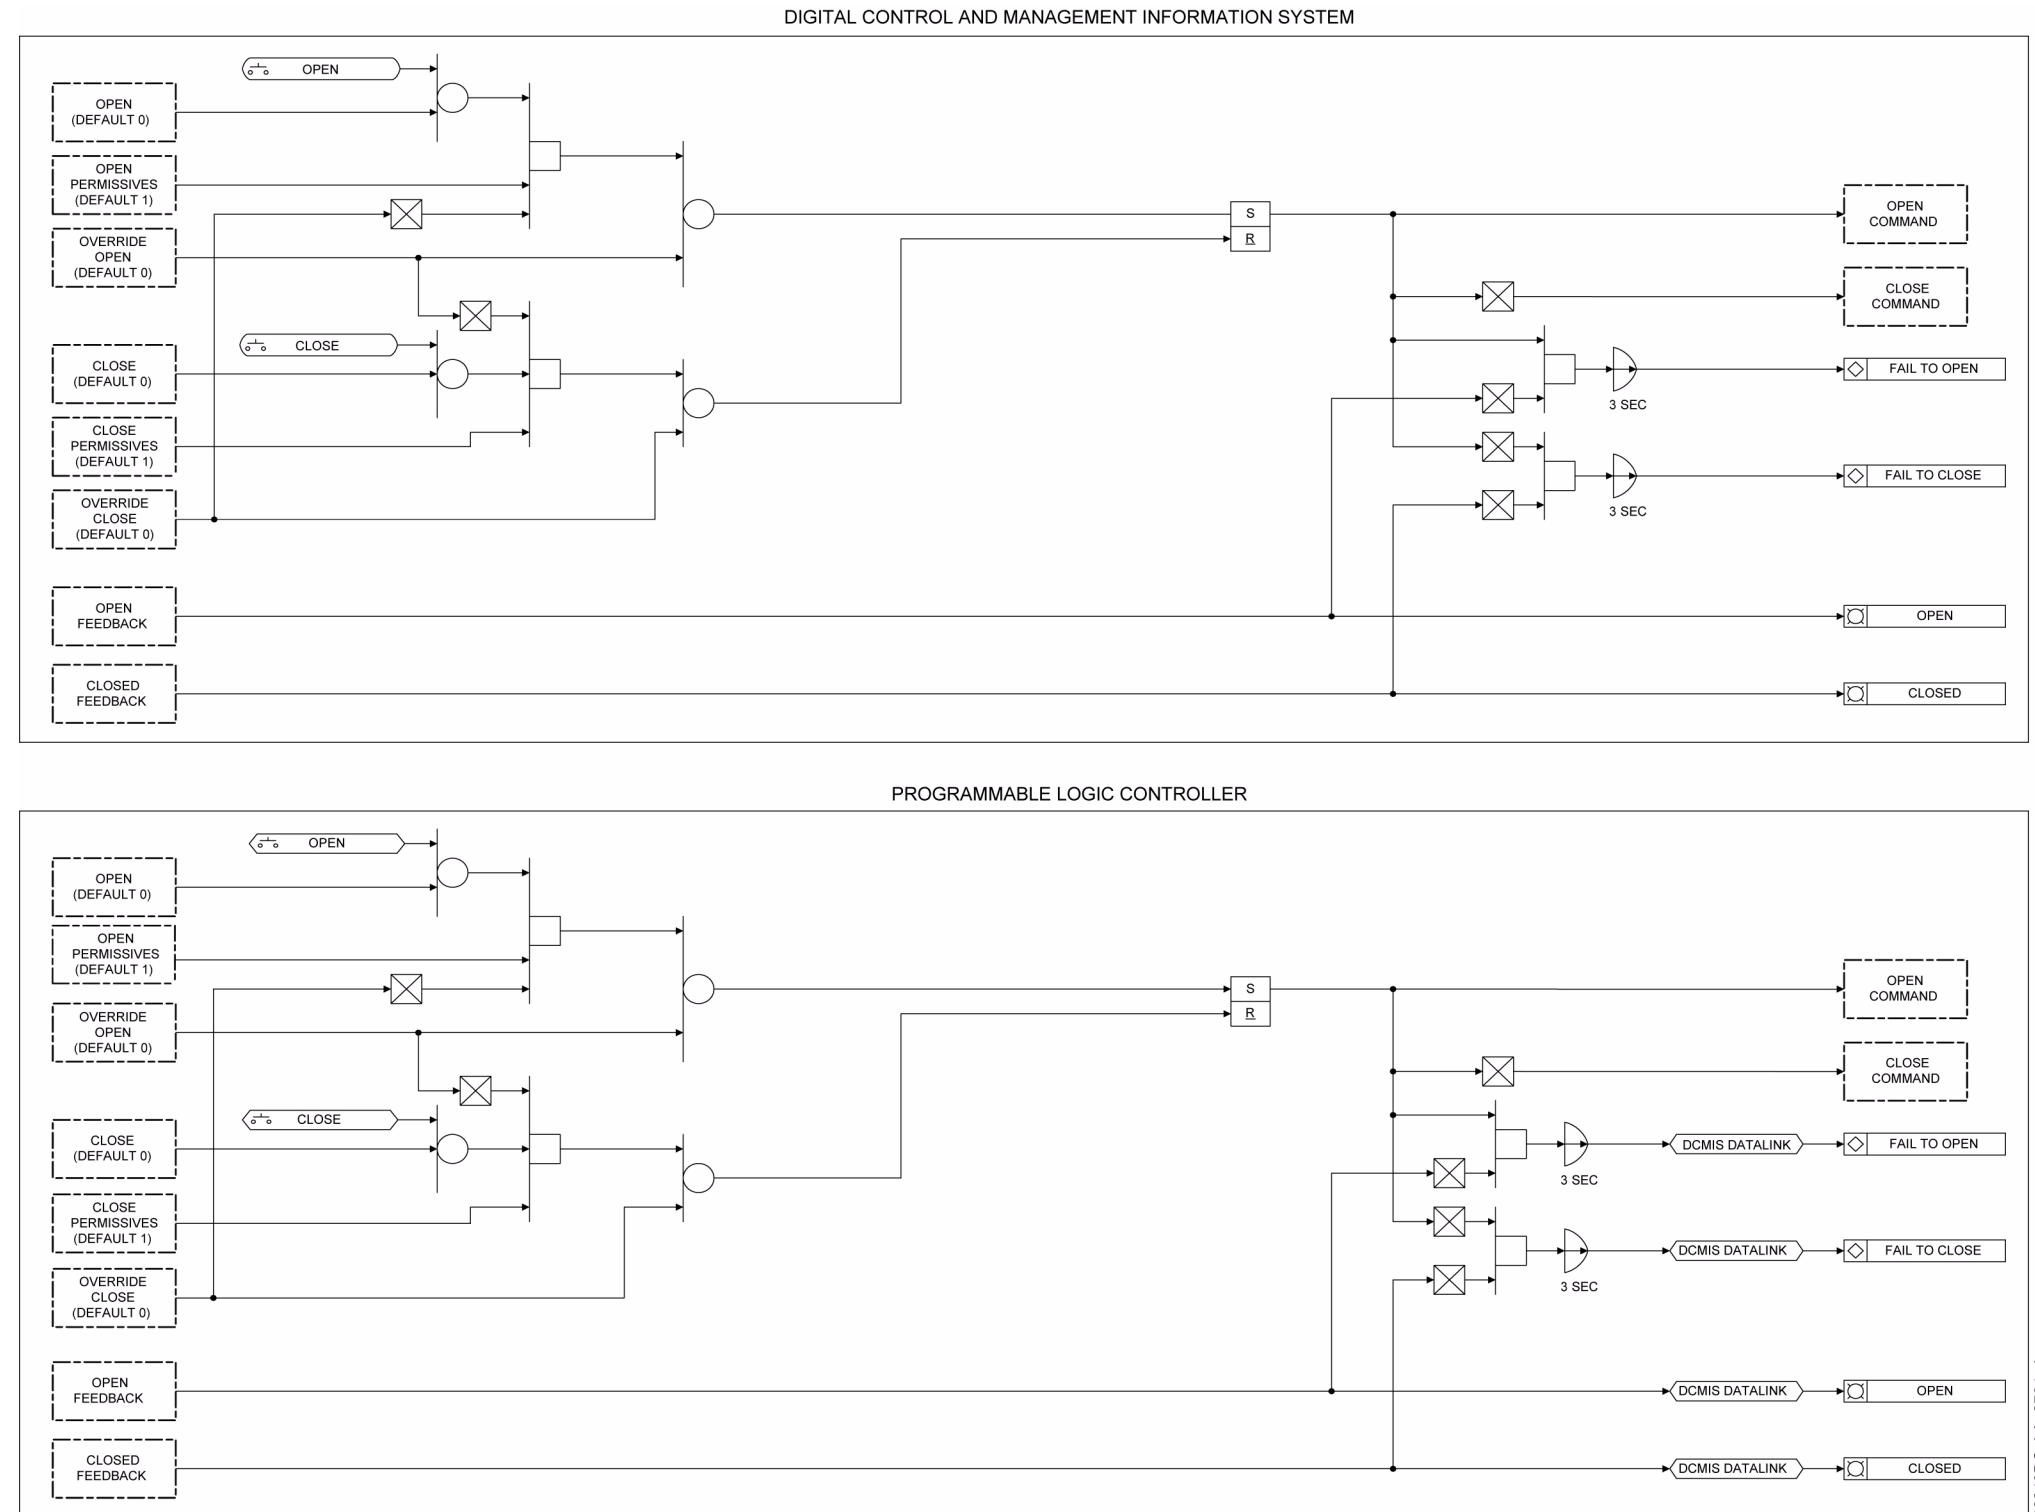 DIGITAL CONTROL AND MANAGEMENT INFORMATION SYSTEM
OPEN
OPEN
(DEFAULT 0)
OPEN
PERMISSIVES
(DEFAULT 1)
OVERRIDE
OPEN
(DEFAULT 0)
CLOSE
CLOSE
(DEFAULT 0)
CLOSE
PERMISSIVES
(DEFAULT 1)
OVERRIDE
CLOSE
(DEFAULT 0)
OPEN
FEEDBACK
CLOSED
FEEDBACK
S
R
OPEN
COMMAND
CLOSE
COMMAND
FAIL TO OPEN
3 SEC
FAIL TO CLOSE
3 SEC
OPEN
CLOSED
PROGRAMMABLE LOGIC CONTROLLER
OPEN
OPEN
(DEFAULT 0)
OPEN
PERMISSIVES
(DEFAULT 1)
OVERRIDE
OPEN
(DEFAULT 0)
CLOSE
CLOSE
(DEFAULT 0)
CLOSE
PERMISSIVES
(DEFAULT 1)
OVERRIDE
CLOSE
(DEFAULT 0)
OPEN
FEEDBACK
CLOSED
FEEDBACK
S
R
OPEN
COMMAND
CLOSE
COMMAND
DCMIS DATALINK
FAIL TO OPEN
3 SEC
DCMIS DATALINK
FAIL TO CLOSE
3 SEC
DCMIS DATALINK
OPEN
DCMIS DATALINK
CLOSED